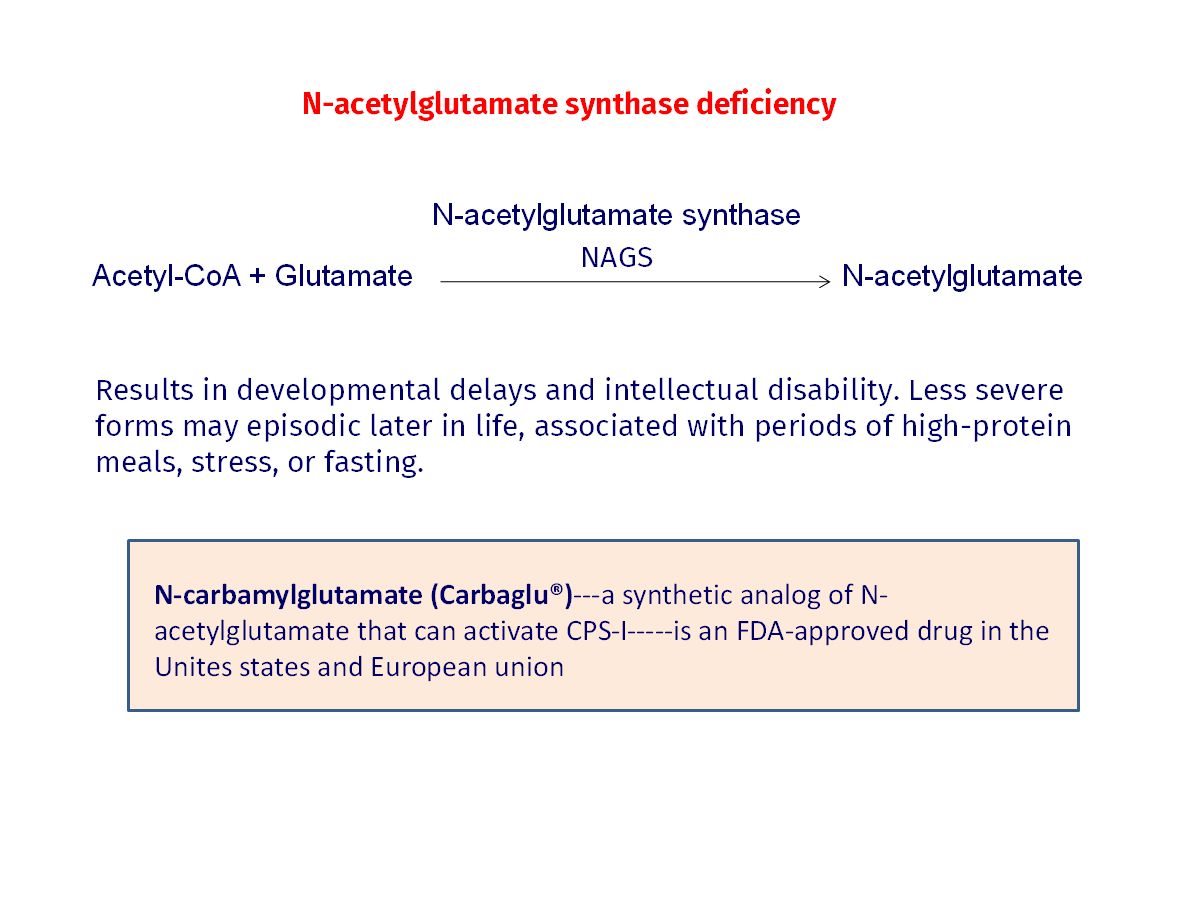 N-acetylglutamate synthase deficiency
N-acetylglutamate synthase
NAGS
Acetyl-CoA + Glutamate
N-acetylglutamate
Results in developmental delays and intellectual disability. Less severe
forms may episodic later in life, associated with periods of high-protein
meals, stress, or fasting.
N-carbamylglutamate (Carbaglu®)---a synthetic analog of N-
acetylglutamate that can activate CPS-I-----is an FDA-approved drug in the
Unites states and European union